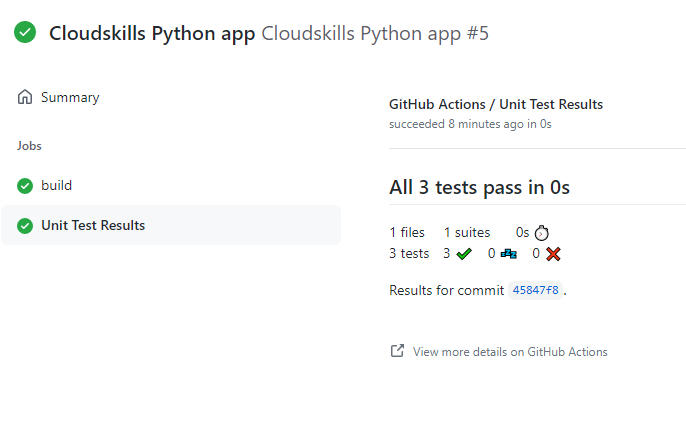 Cloudskills Python app Cloudskills Python app #5
Summary
Jobs
build
Unit Test Results
GitHub Actions / Unit Test Results
succeeded 8 minutes ago in 0s
All 3 tests pass in 0s
1 files 1 suites 0s
3 tests 3 0 0
Results for commit 45847f8.
View more details on GitHub Actions